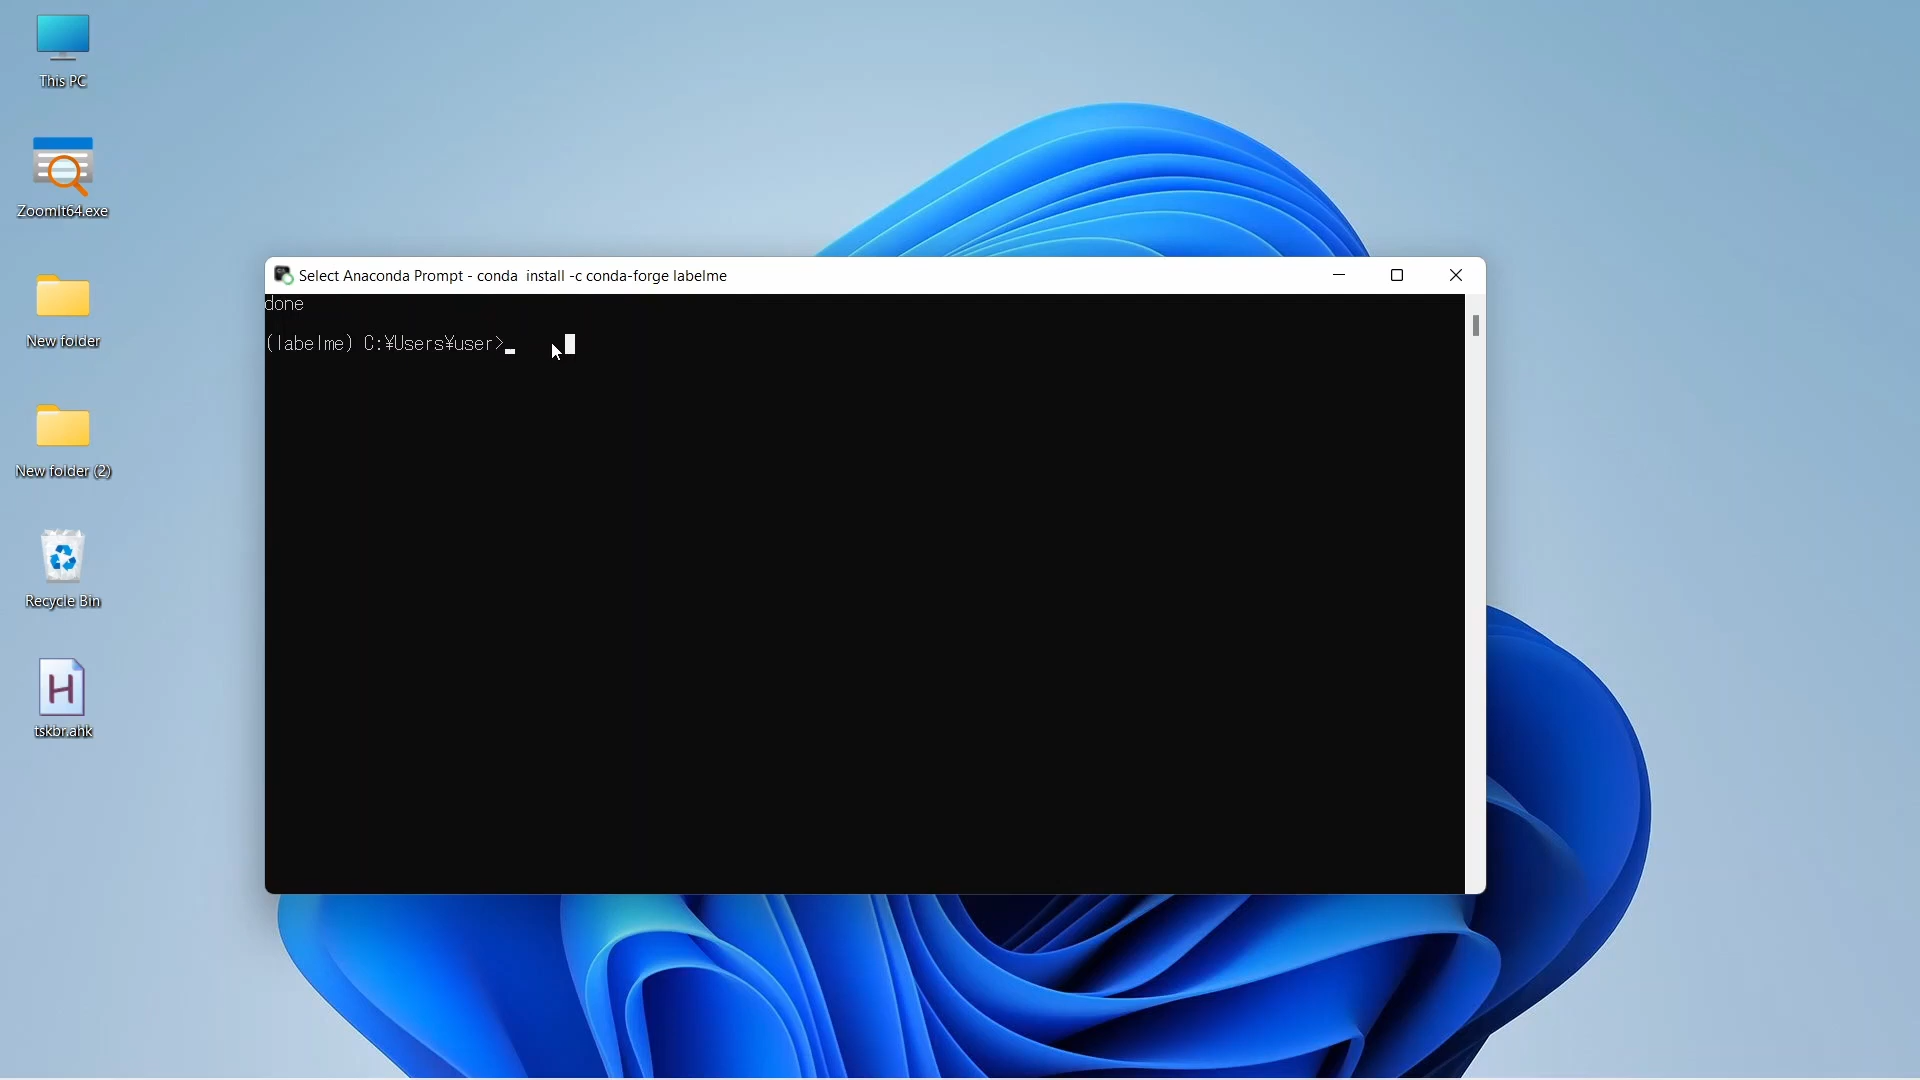 This PC
ZoomIt64.exe
New folder
New folder (2)
Recycle Bin
tskbr.ahk
Select Anaconda Prompt - conda  install -c conda-forge labelme
done
(labelme) C:¥Users¥user>